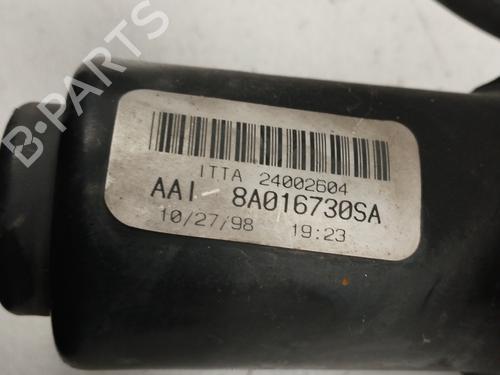 B-PARTS
ITTA 24002604
AAI- 8A016730SA
10/27/98 19:23